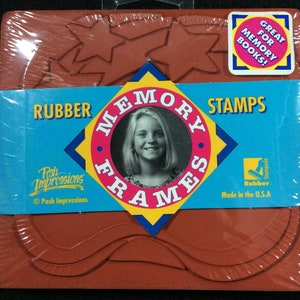 GREAT
FOR
MEMORY
BOOKS!
RUBBER STAMPS
MEMORY
FRAMES
Posh
Impressions
© Posh Impressions
Rubber
Made in the U.S.A